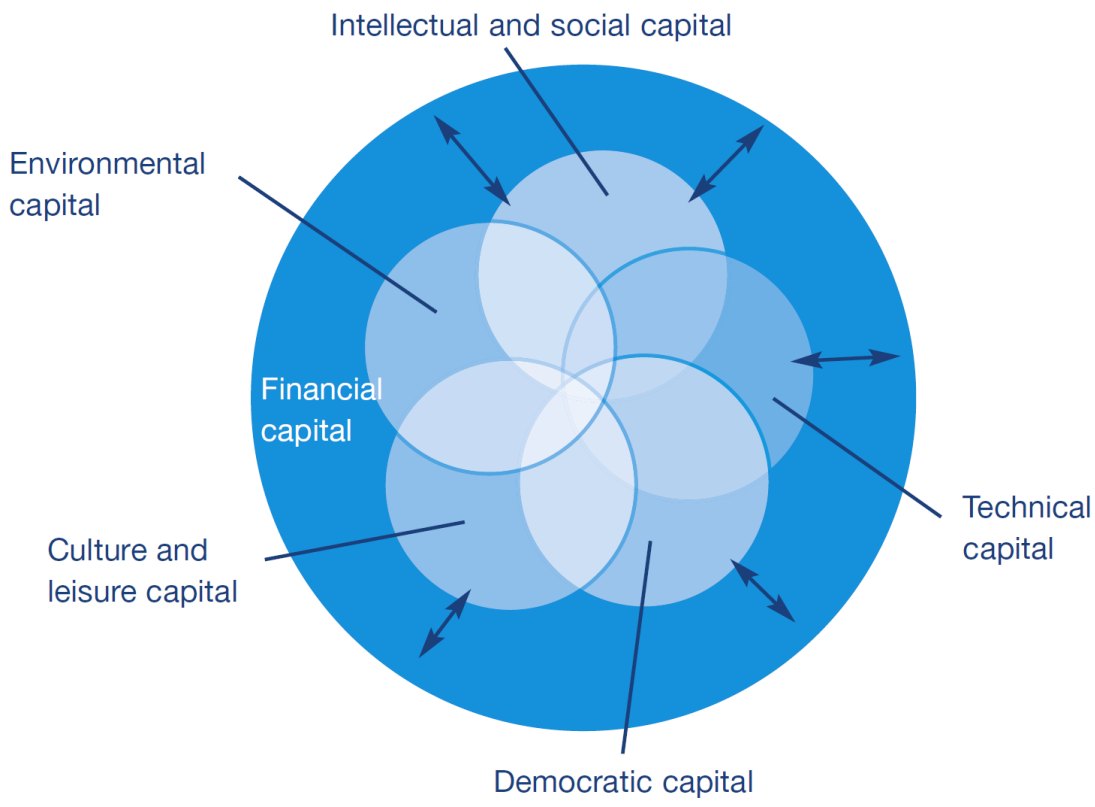 Intellectual and social capital
Environmental
capital
Financial
capital
Technical
capital
Culture and
leisure capital
Democratic capital